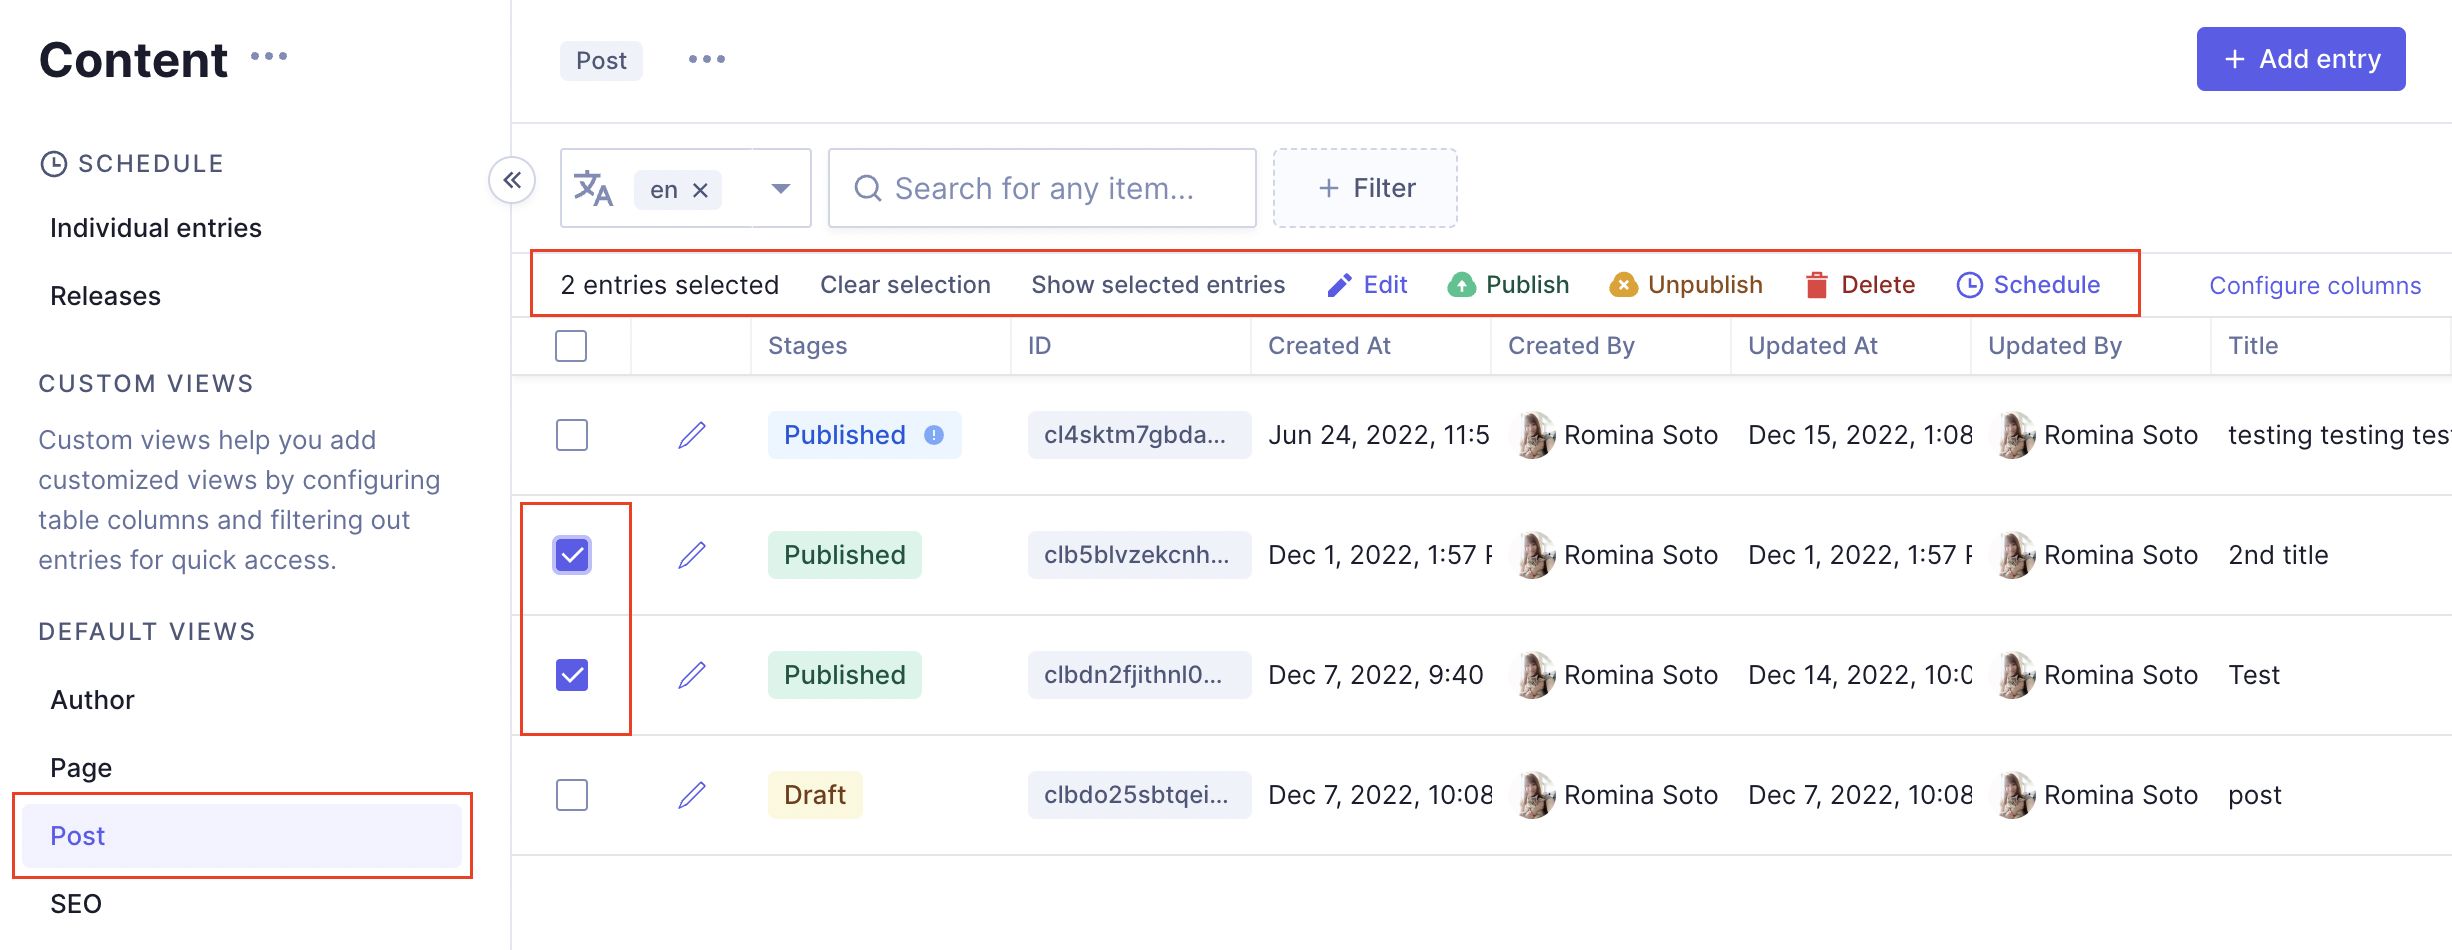 Content
SCHEDULE
Individual entries
Releases
CUSTOM VIEWS
Custom views help you add
customized views by configuring
table columns and filtering out
entries for quick access.
DEFAULT VIEWS
Author
Page
Post
SEO
Post
+ Add entry
en
Search for any item...
+ Filter
2 entries selected Clear selection Show selected entries Edit Publish Unpublish Delete Schedule Configure columns
Stages ID Created At Created By Updated At Updated By Title
Published cl4sktm7gbda... Jun 24, 2022, 11:5 Romina Soto Dec 15, 2022, 1:08 Romina Soto testing testing tes
Published clb5blvzekcnh... Dec 1, 2022, 1:57 Romina Soto Dec 1, 2022, 1:57 Romina Soto 2nd title
Published clbdn2fjithnl0... Dec 7, 2022, 9:40 Romina Soto Dec 14, 2022, 10:0 Romina Soto Test
Draft clbdo25sbtqei... Dec 7, 2022, 10:08 Romina Soto Dec 7, 2022, 10:08 Romina Soto post